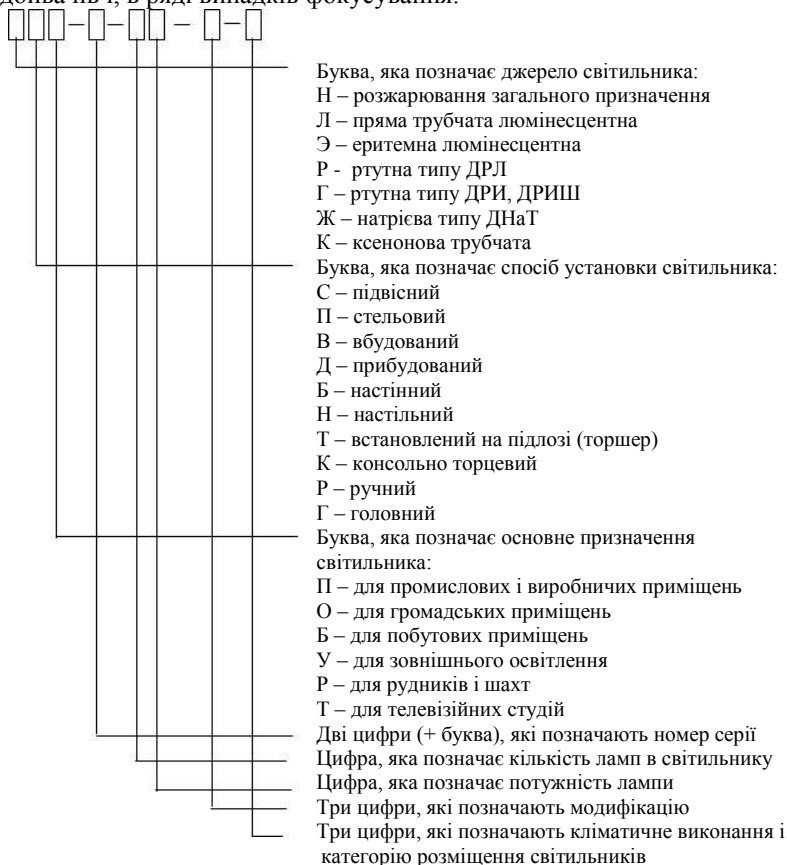 в ряді випадків фокусування.
Буква, яка позначає джерело світильника:
Н – розжарювання загального призначення
Л – пряма трубчата люмінесцентна
Э – еритемна люмінесцентна
Р - ртутна типу ДРЛ
Г – ртутна типу ДРИ, ДРИШ
Ж – натрієва типу ДНаТ
К – ксенонова трубчата
Буква, яка позначає спосіб установки світильника:
С – підвісний
П – стельовий
В – вбудований
Д – прибудований
Б – настінний
Н – настільний
Т – встановлений на підлозі (торшер)
К – консольно торцевий
Р – ручний
Г – головний
Буква, яка позначає основне призначення
світильника:
П – для промислових і виробничих приміщень
О – для громадських приміщень
Б – для побутових приміщень
У – для зовнішнього освітлення
Р – для рудників і шахт
Т – для телевізійних студій
Дві цифри (+ буква), які позначають номер серії
Цифра, яка позначає кількість ламп в світильнику
Цифра, яка позначає потужність лампи
Три цифри, які позначають модифікацію
Три цифри, які позначають кліматичне виконання і
категорію розміщення світильників